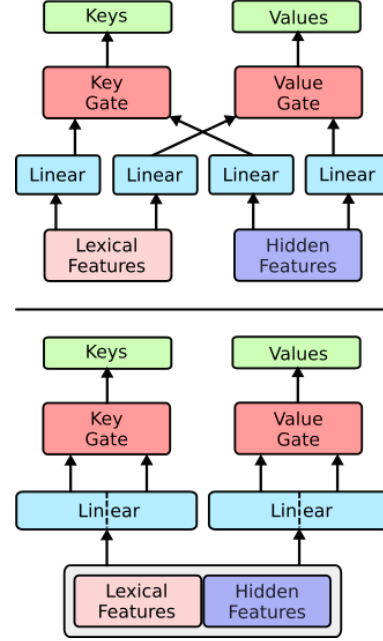 Keys
Values
Key
Gate
Value
Gate
Linear
Linear
Linear
Linear
Lexical
Features
Hidden
Features
Keys
Values
Key
Gate
Value
Gate
Linear
Linear
Lexical
Features
Hidden
Features